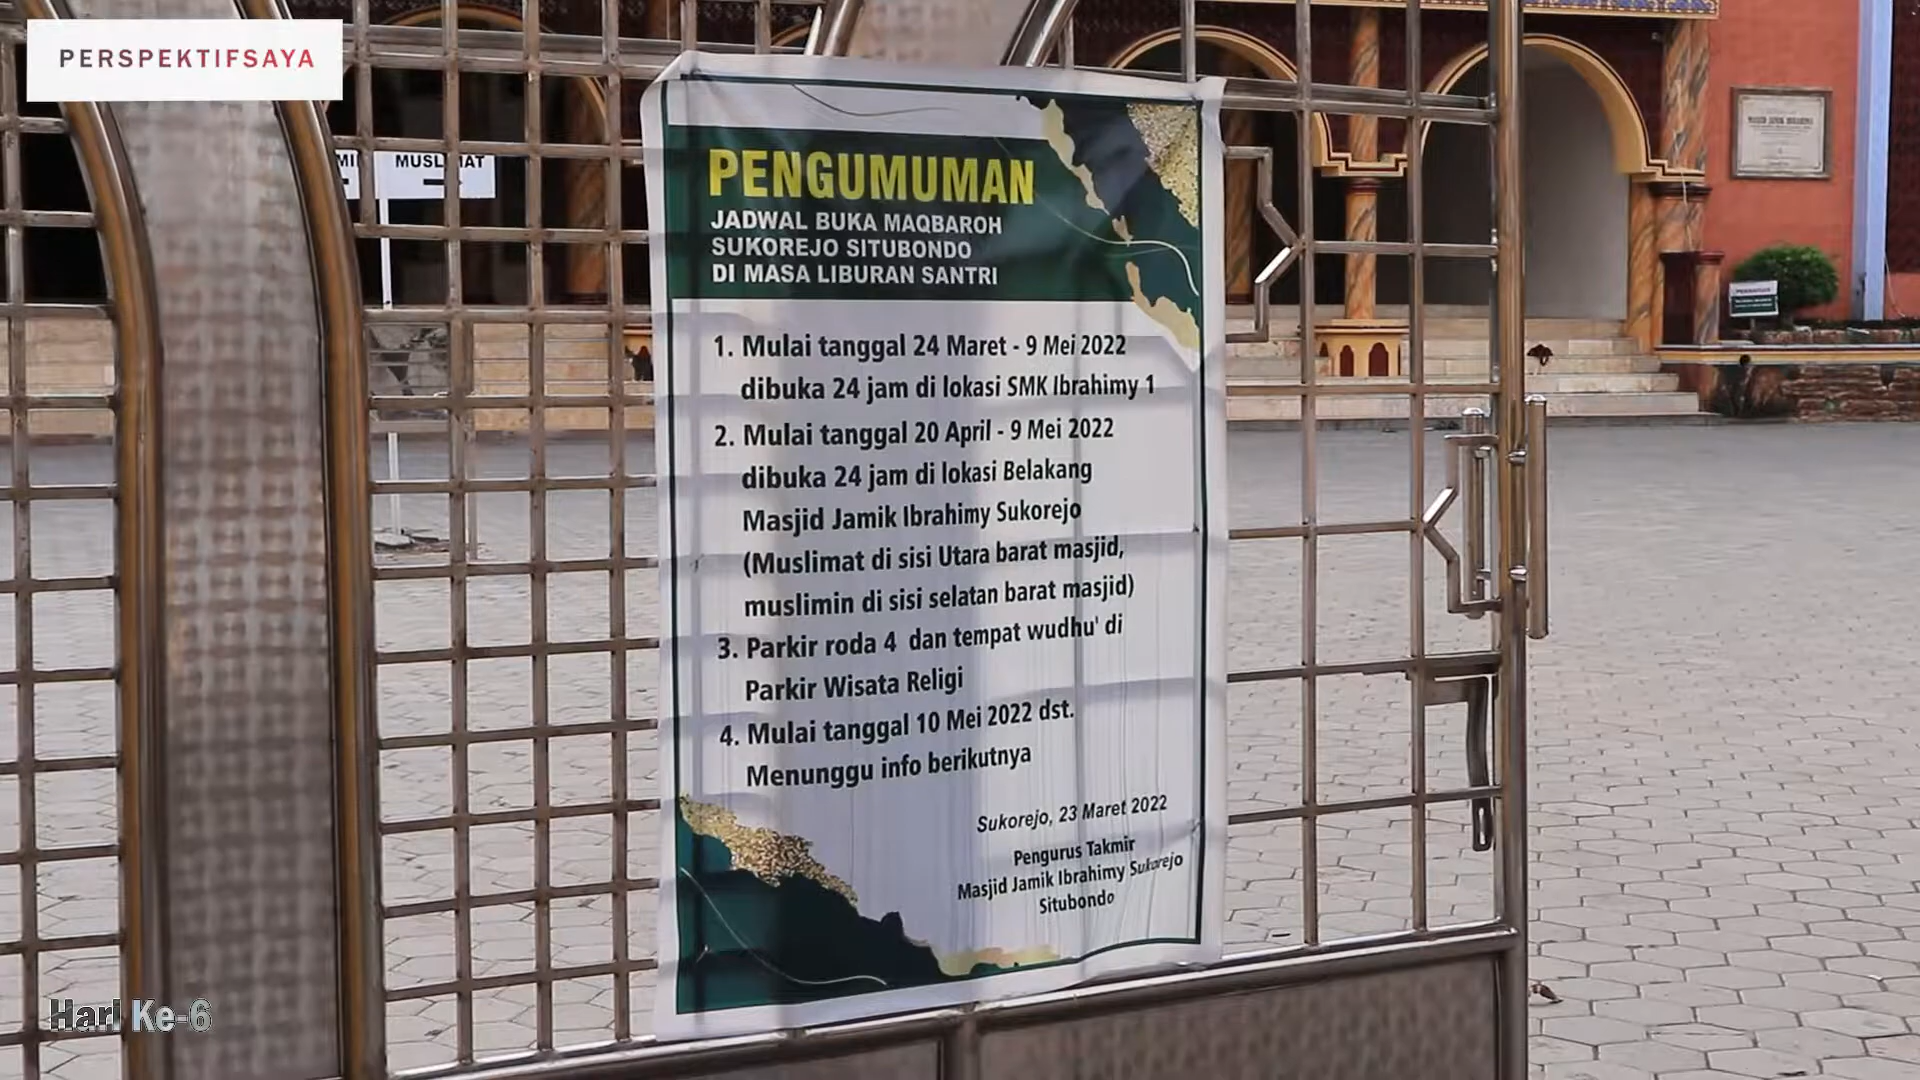 PERSPEKTIFSAYA
MUSLIMAT
PENGUMUMAN
JADWAL BUKA MAQBAROH
SUKOREJO SITUBONDO
DI MASA LIBURAN SANTRI
1. Mulai tanggal 24 Maret - 9 Mei 2022
dibuka 24 jam di lokasi SMK Ibrahimy 1
2. Mulai tanggal 20 April - 9 Mei 2022
dibuka 24 jam di lokasi Belakang
Masjid Jamik Ibrahimy Sukorejo
(Muslimat di sisi Utara barat masjid,
muslimin di sisi selatan barat masjid)
3. Parkir roda 4 dan tempat wudhu' di
Parkir Wisata Religi
4. Mulai tanggal 10 Mei 2022 dst.
Menunggu info berikutnya
Sukorejo, 23 Maret 2022
Pengurus Takmir
Masjid Jamik Ibrahimy Sukorejo
Situbondo
MASJID JAMIK IBRAHIMY
Hari Ke-6